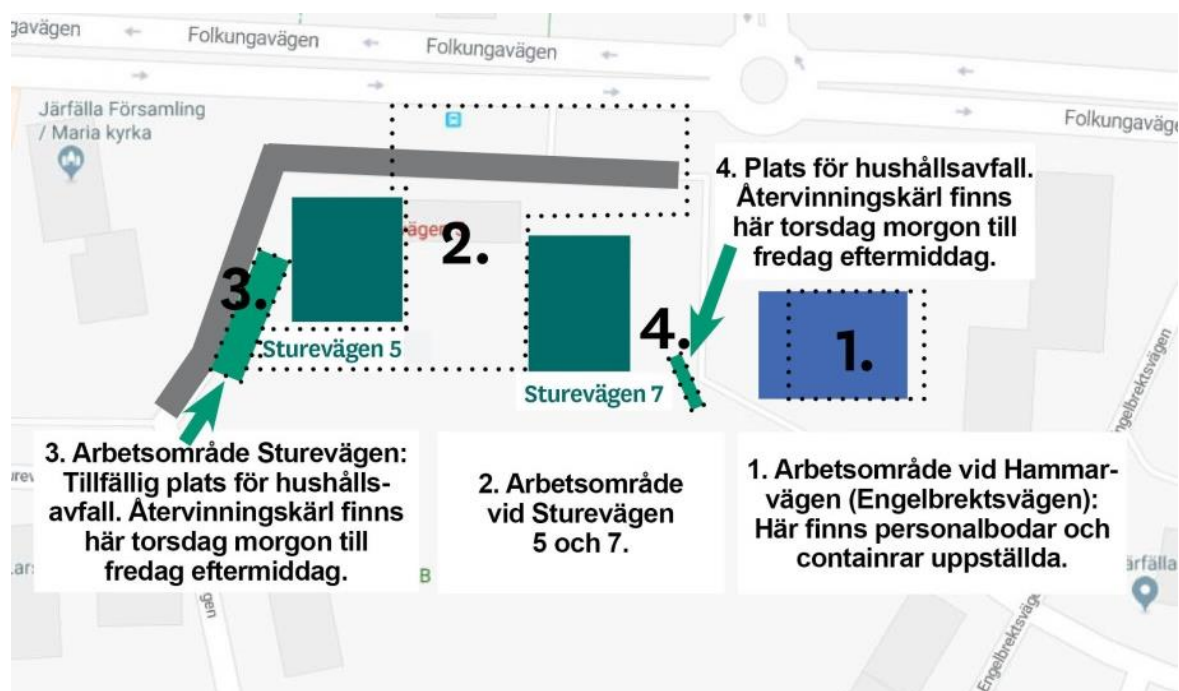 gavägen
Folkungavägen
Folkungavägen
Folkungaväge
Järfälla Församling
/ Maria kyrka
4. Plats för hushållsavfall.
Återvinningskärl finns
här torsdag morgon till
fredag eftermiddag.
2.
3.
4.
1.
Sturevägen 5
Sturevägen 7
Engelbrektsvägen
3. Arbetsområde Sturevägen:
Tillfällig plats för hushålls-
avfall. Återvinningskärl finns
här torsdag morgon till
fredag eftermiddag.
2. Arbetsområde
vid Sturevägen
5 och 7.
1. Arbetsområde vid Hammar-
vägen (Engelbrektsvägen):
Här finns personalbodar och
containrar uppställda.
ärfälla
B
Engelbrektsväg